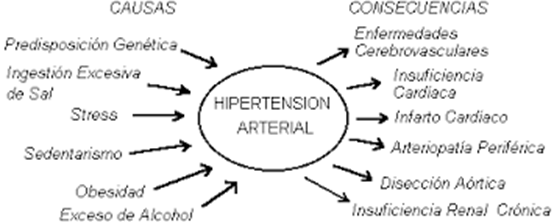 CAUSAS
Predisposición Genética
Ingestión Excesiva
de Sal
Stress
Sedentarismo
Obesidad
Exceso de Alcohol
HIPERTENSION
ARTERIAL
CONSECUENCIAS
Enfermedades
Cerebrovasculares
Insuficiencia
Cardiaca
Infarto Cardiaco
Arteriopatía Periférica
Disección Aórtica
Insuficiencia Renal Crónica